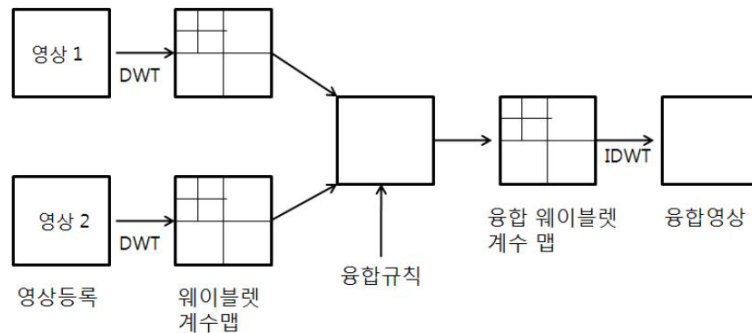 영상 1
DWT
IDWT
영상 2
DWT
융합 웨이블렛
계수 맵
융합영상
융합규칙
영상등록
웨이블렛
계수맵